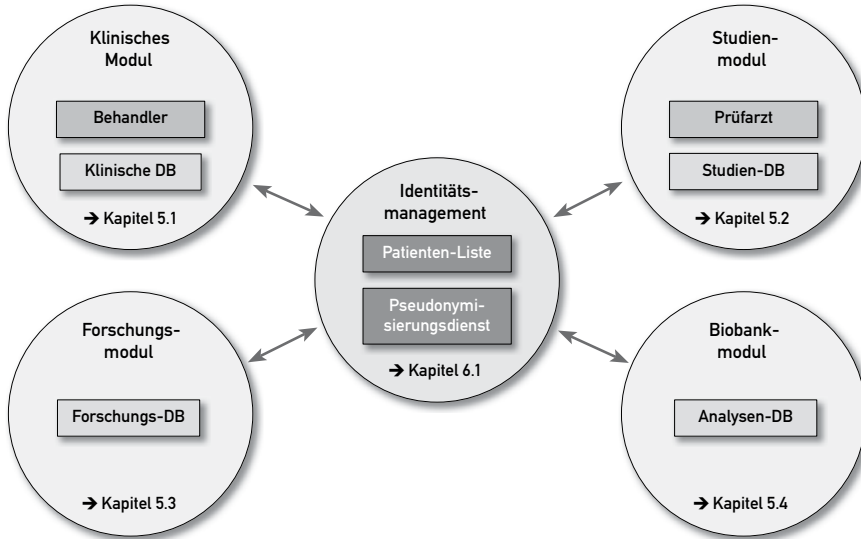 Klinisches
Modul
Behandler
Klinische DB
➔ Kapitel 5.1
Studien-
modul
Prüfarzt
Studien-DB
➔ Kapitel 5.2
Identitäts-
management
Patienten-Liste
Pseudonymi-
sierungsdienst
➔ Kapitel 6.1
Forschungs-
modul
Forschungs-DB
➔ Kapitel 5.3
Biobank-
modul
Analysen-DB
➔ Kapitel 5.4